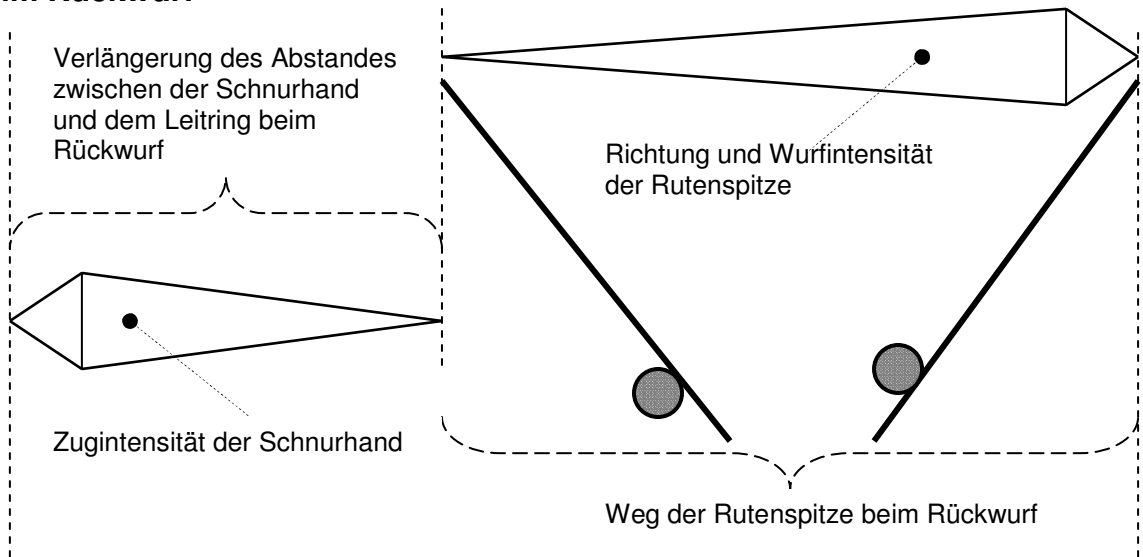 Verlängerung des Abstandes
zwischen der Schnurhand
und dem Leitring beim
Rückwurf
Richtung und Wurfintensität
der Rutenspitze
Zugintensität der Schnurhand
Weg der Rutenspitze beim Rückwurf